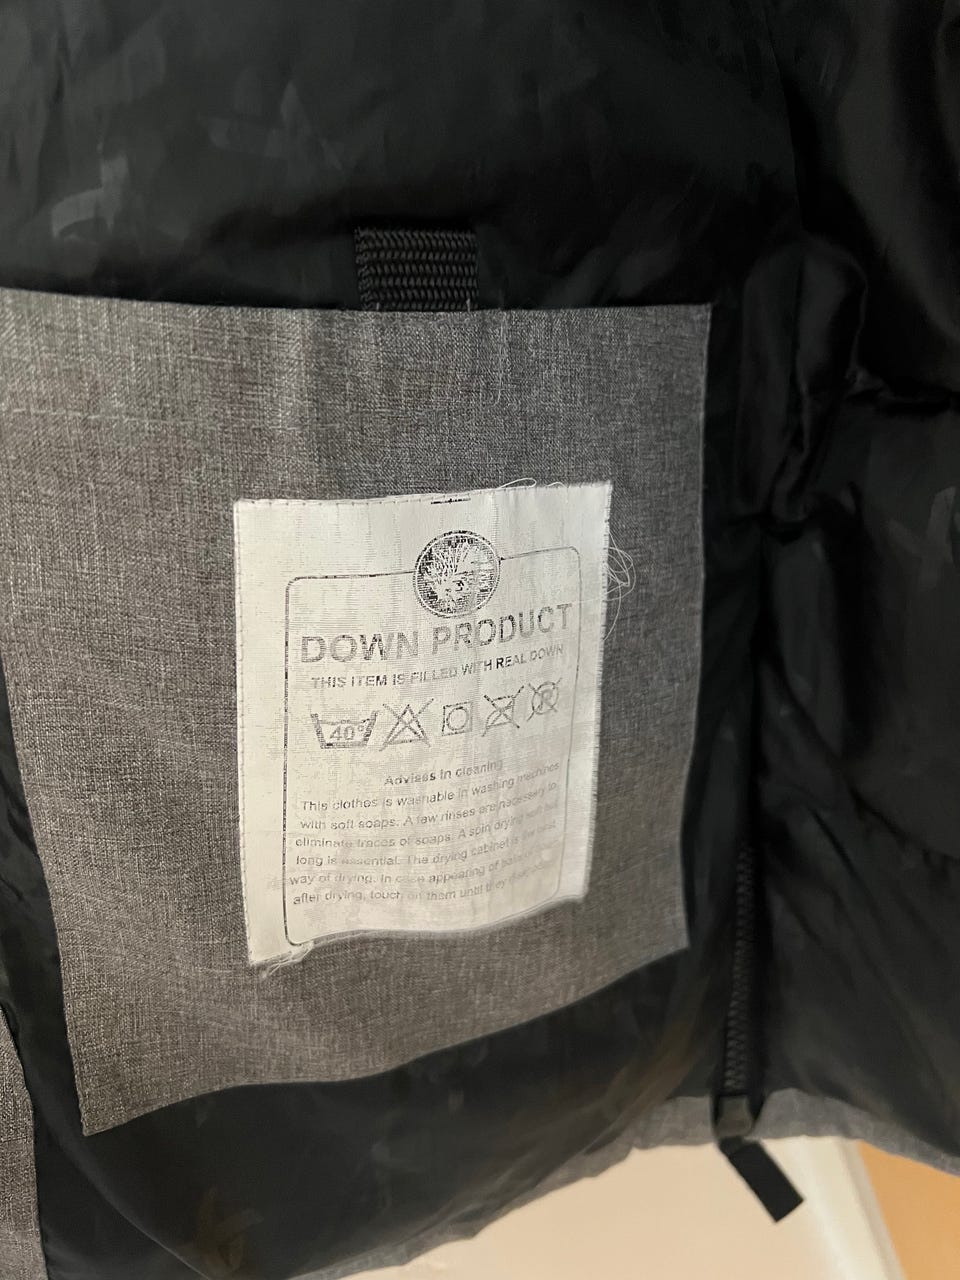 DOWN PRODUCT
THIS ITEM IS FILLED WITH REAL DOWN
40°
Advises in cleaning
This clothes is washable in washing machines
with soft soaps. A law rinses are necessary to
eliminate traces of soaps. A spin drying
long is essential. The drying cabinet is the best
way of drying. In case appearing of
after drying, touch on them until they